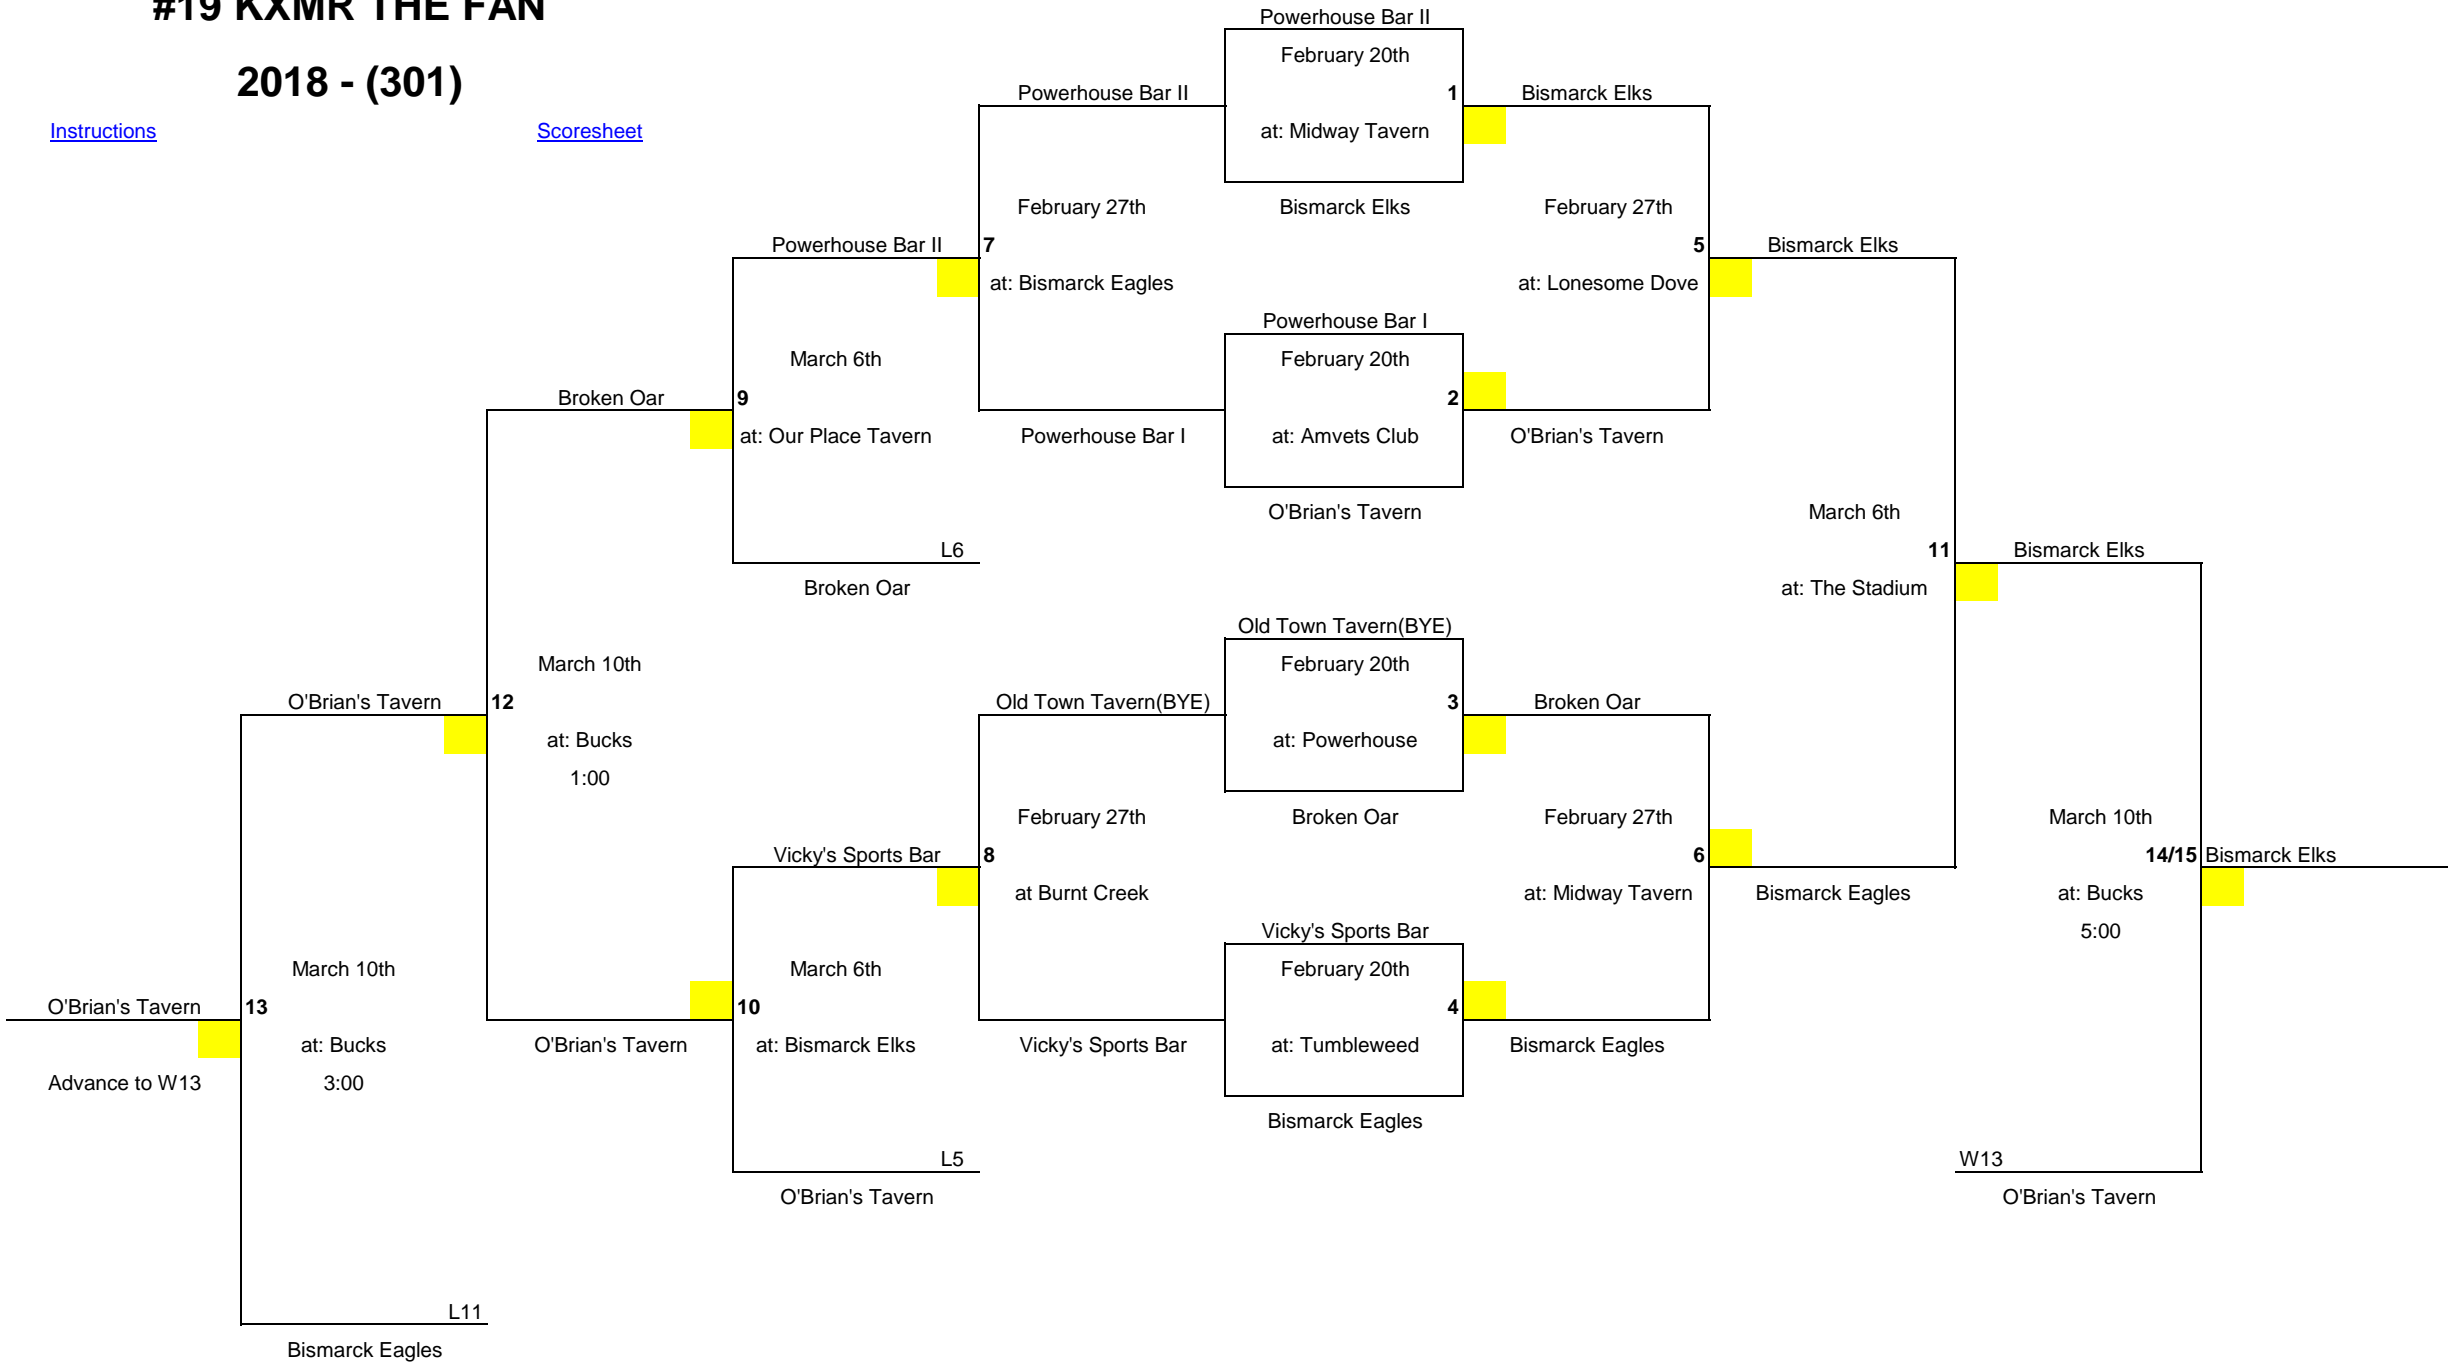 #19 KXMR THE FAN
2018 - (301)
Instructions
Scoresheet
Powerhouse Bar II
February 20th
Powerhouse Bar II
1
Bismarck Elks
at: Midway Tavern
February 27th
Bismarck Elks
February 27th
Powerhouse Bar II
7
5
Bismarck Elks
at: Bismarck Eagles
at: Lonesome Dove
Powerhouse Bar I
March 6th
February 20th
Broken Oar
9
2
at: Our Place Tavern
Powerhouse Bar I
at: Amvets Club
O'Brian's Tavern
O'Brian's Tavern
March 6th
L6
11
Bismarck Elks
Broken Oar
at: The Stadium
Old Town Tavern(BYE)
March 10th
February 20th
O'Brian's Tavern
12
Old Town Tavern(BYE)
3
Broken Oar
at: Bucks
at: Powerhouse
1:00
February 27th
Broken Oar
February 27th
March 10th
Vicky's Sports Bar
8
6
14/15
Bismarck Elks
at Burnt Creek
at: Midway Tavern
Bismarck Eagles
at: Bucks
Vicky's Sports Bar
5:00
March 10th
March 6th
February 20th
O'Brian's Tavern
13
10
4
at: Bucks
O'Brian's Tavern
at: Bismarck Elks
Vicky's Sports Bar
at: Tumbleweed
Bismarck Eagles
Advance to W13
3:00
Bismarck Eagles
L5
W13
O'Brian's Tavern
O'Brian's Tavern
L11
Bismarck Eagles